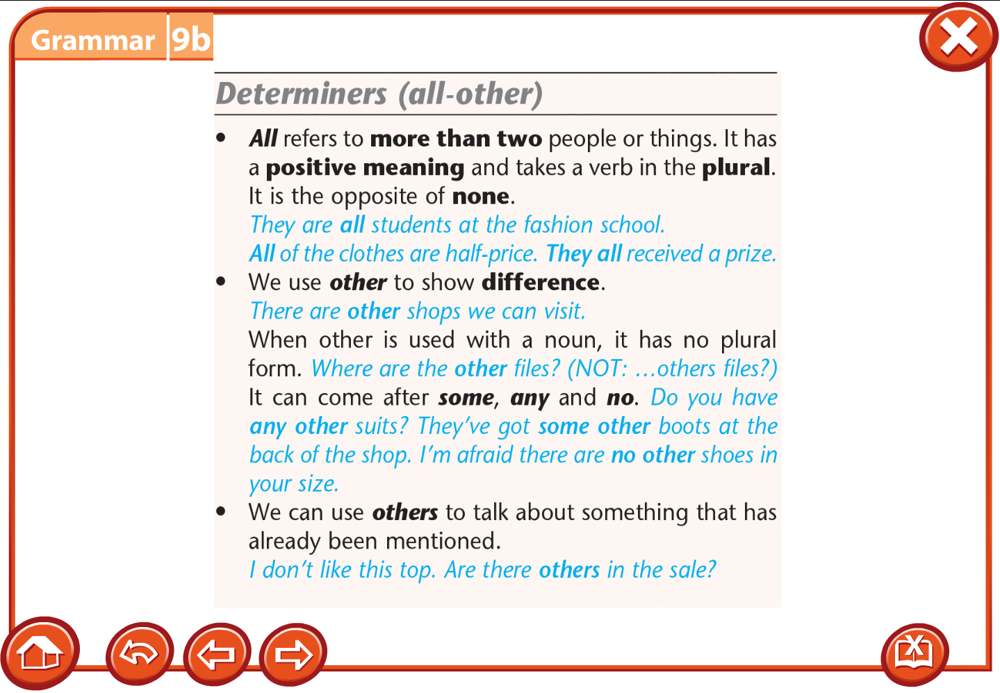 Grammar 9b
Determiners (all-other)
• All refers to more than two people or things. It has
a positive meaning and takes a verb in the plural.
It is the opposite of none.
They are all students at the fashion school.
All of the clothes are half-price. They all received a prize.
• We use other to show difference.
There are other shops we can visit.
When other is used with a noun, it has no plural
form. Where are the other files? (NOT: ...others files?)
It can come after some, any and no. Do you have
any other suits? They've got some other boots at the
back of the shop. I'm afraid there are no other shoes in
your size.
• We can use others to talk about something that has
already been mentioned.
I don't like this top. Are there others in the sale?